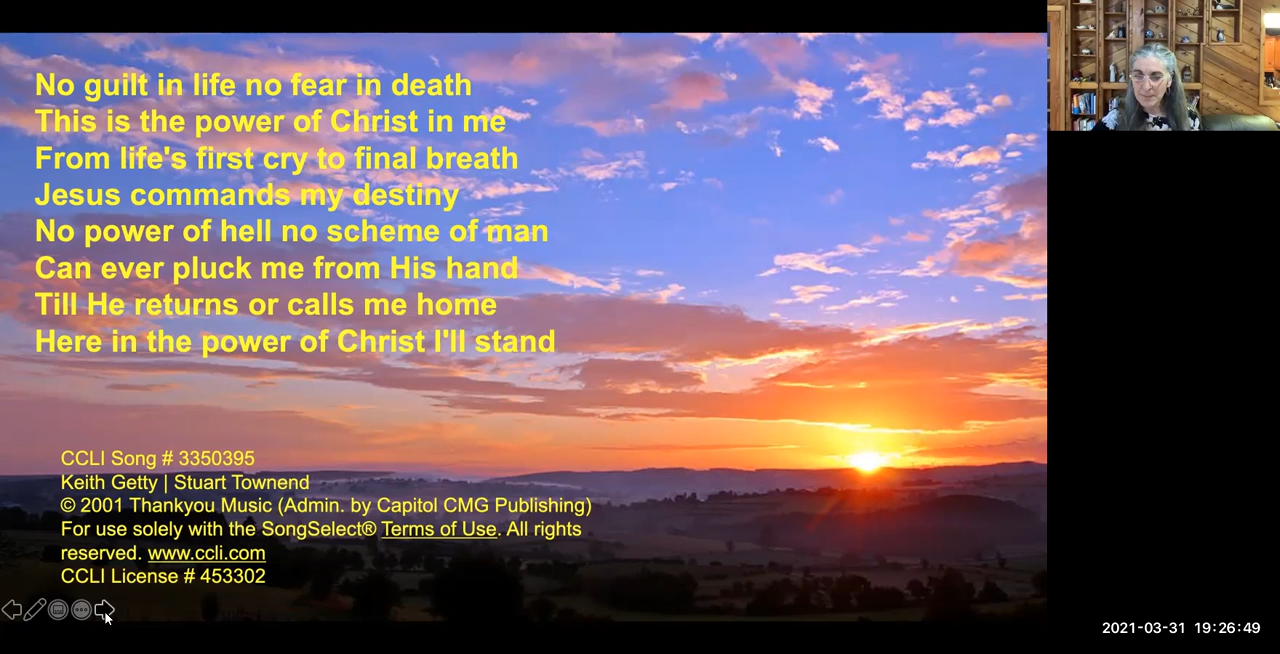 No guilt in life no fear in death
This is the power of Christ in me
From life's first cry to final breath
Jesus commands my destiny
No power of hell no scheme of man
Can ever pluck me from His hand
Till He returns or calls me home
Here in the power of Christ I'll stand
CCLI Song # 3350395
Keith Getty | Stuart Townend
© 2001 Thankyou Music (Admin. by Capitol CMG Publishing)
For use solely with the SongSelect® Terms of Use. All rights
reserved. www.ccli.com
CCLI License # 453302
2021-03-31 19:26:49